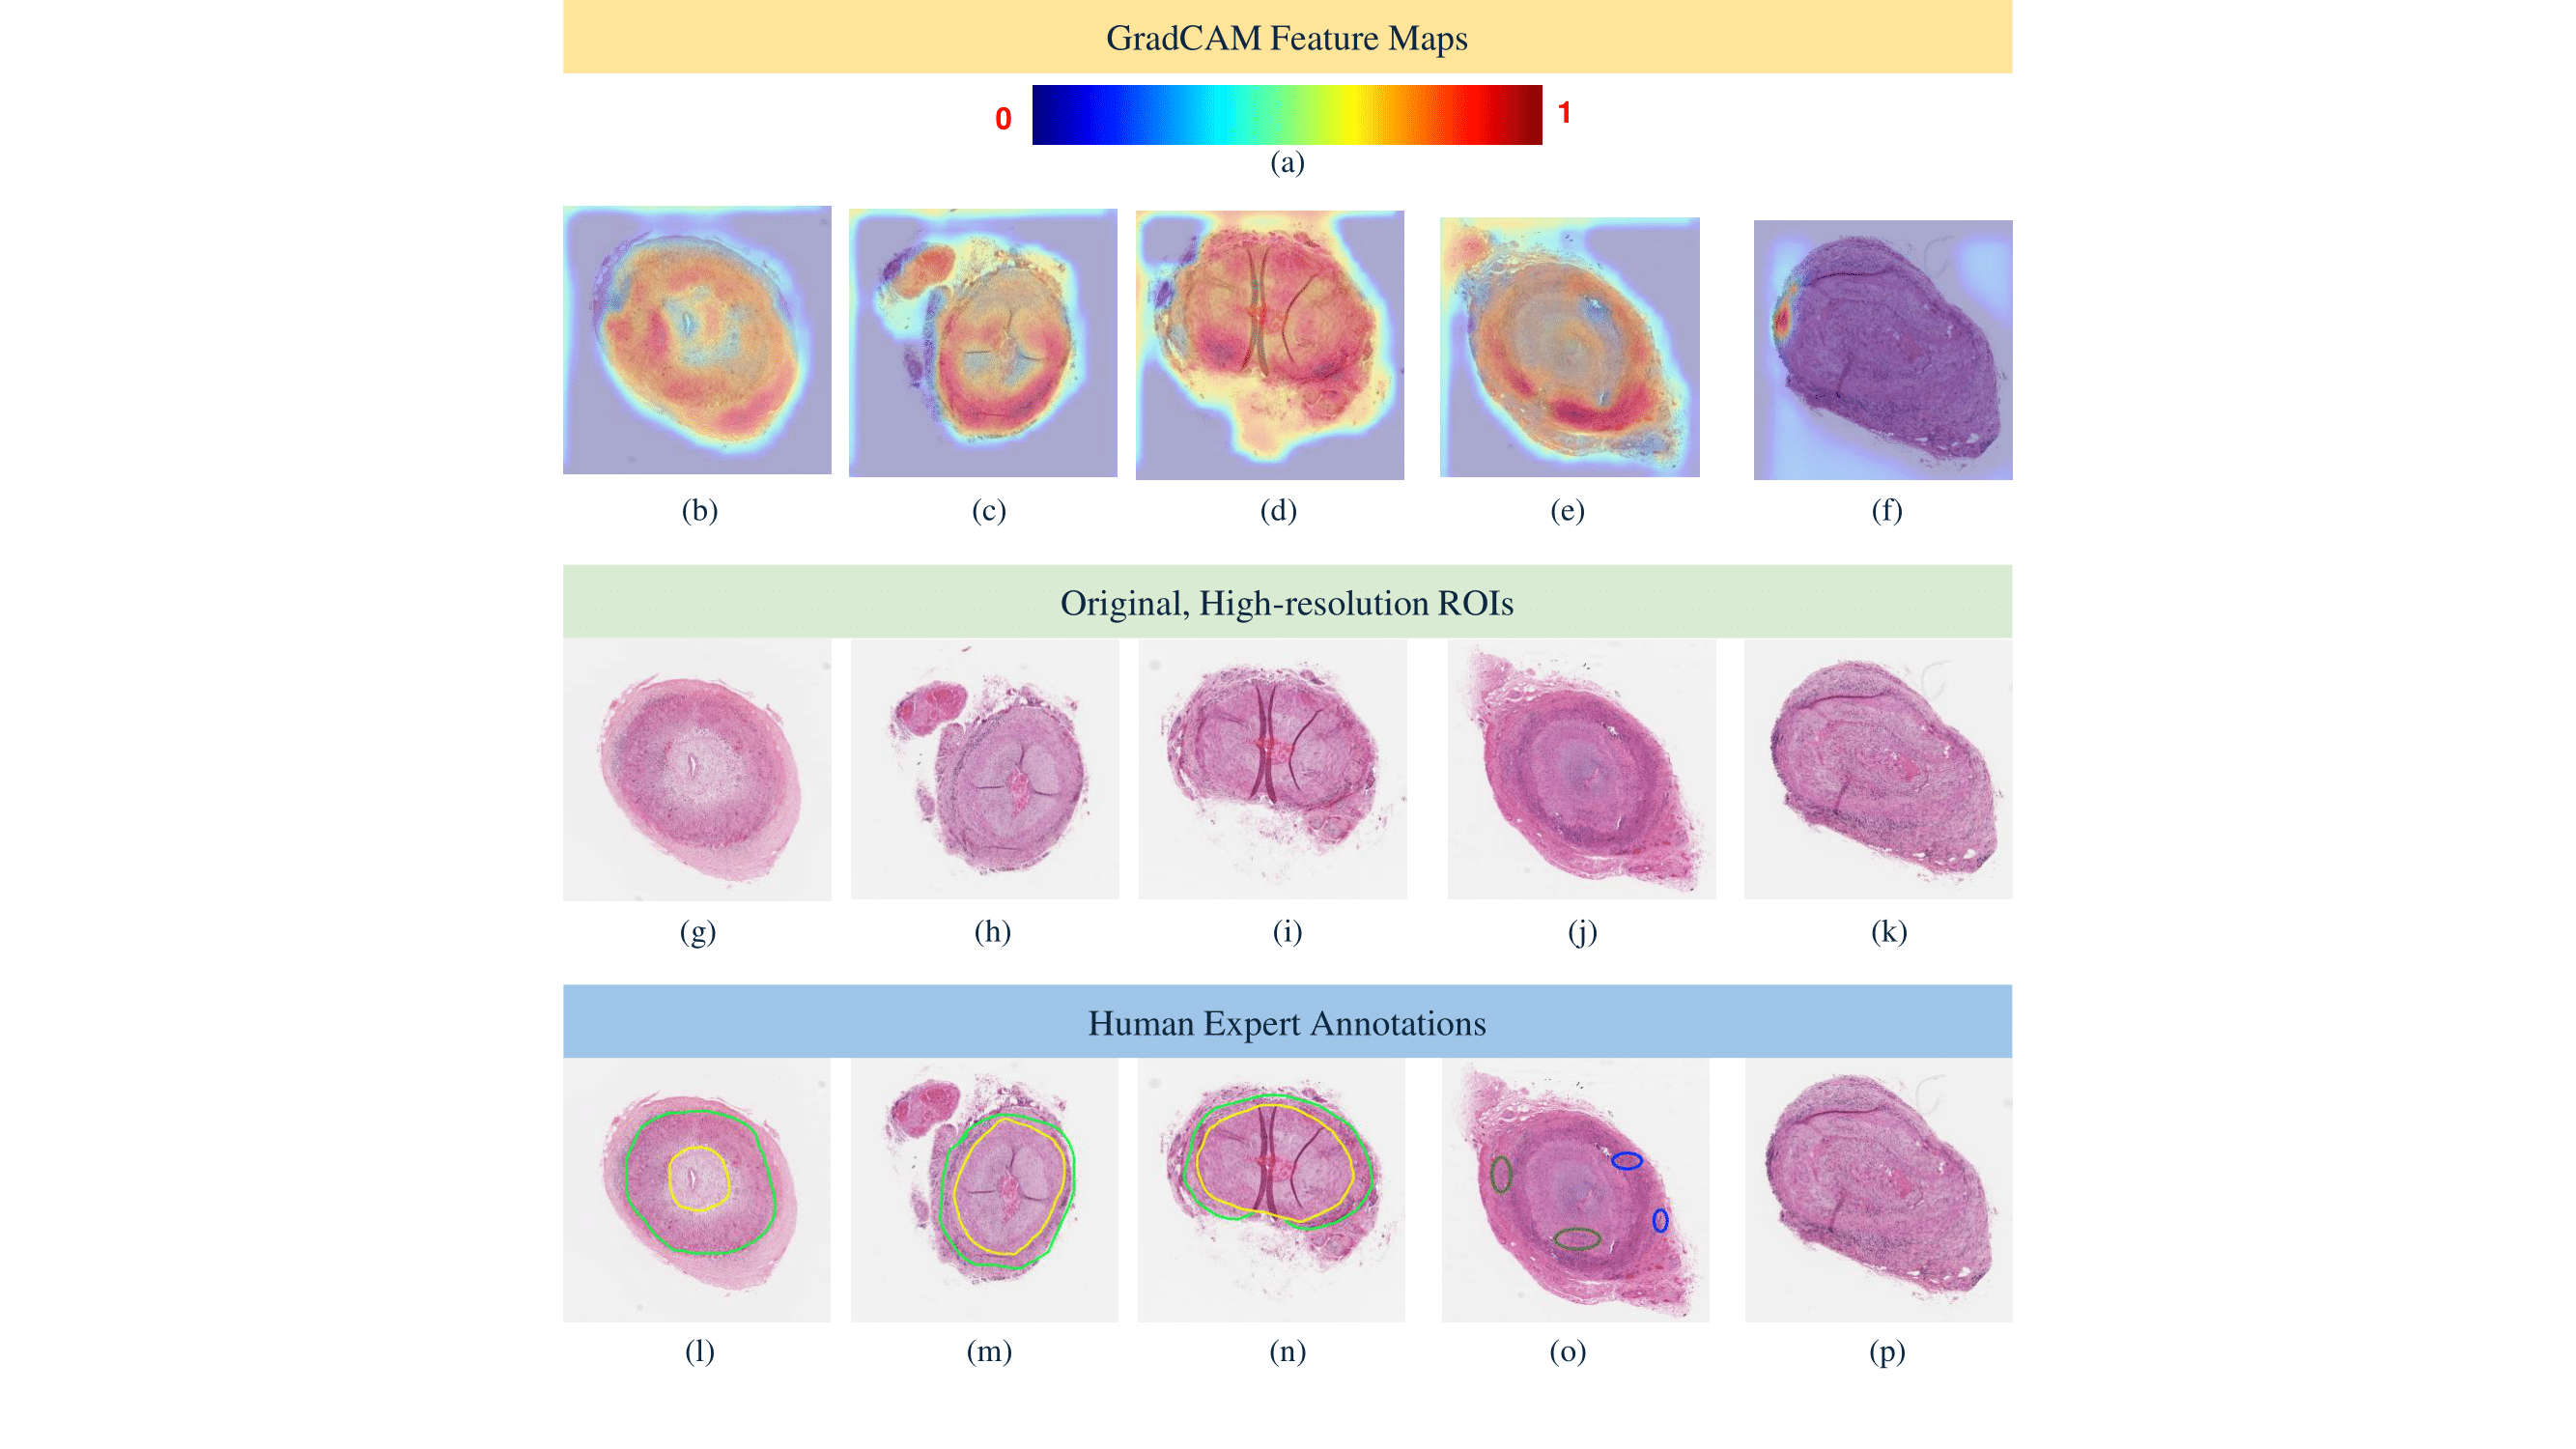 GradCAM Feature Maps
0 1
(a)
(b) (c) (d) (e) (f)
Original, High-resolution ROIs
(g) (h) (i) (j) (k)
Human Expert Annotations
(l) (m) (n) (o) (p)